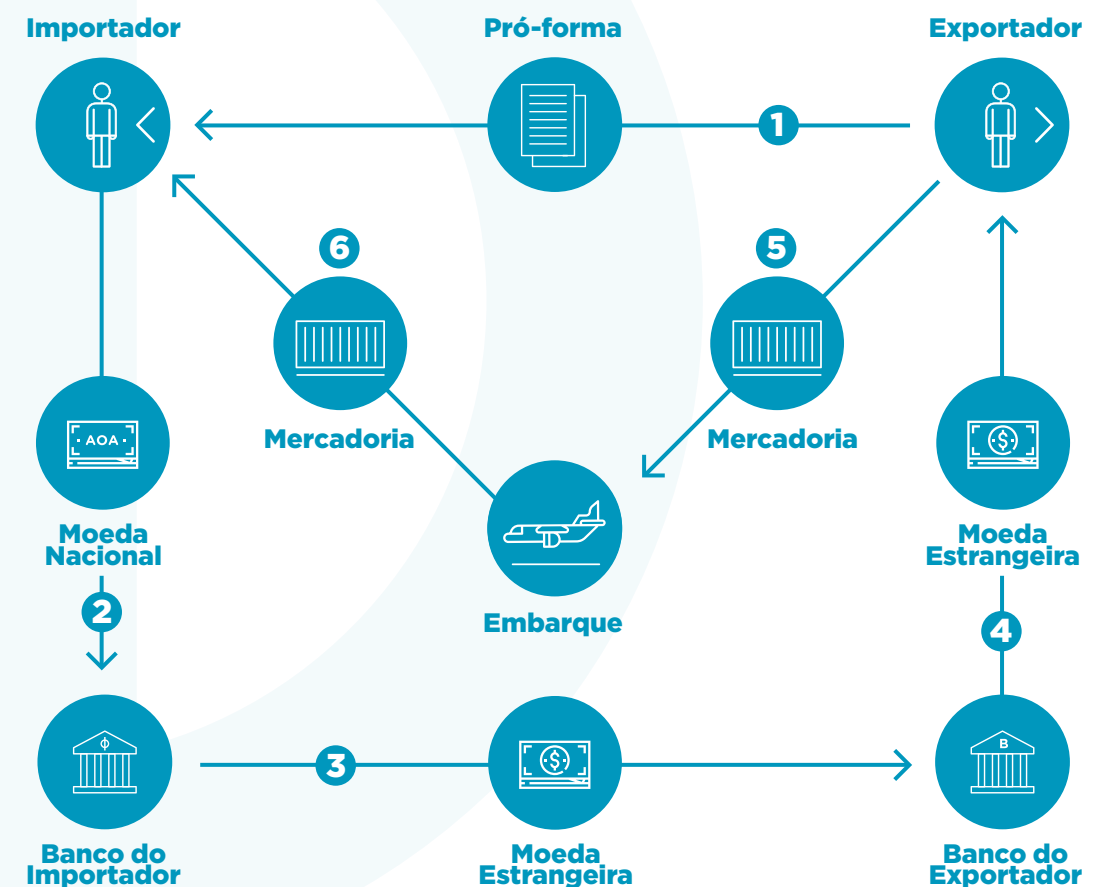 Importador
Pró-forma
Exportador
1
6
5
AOA
$
Mercadoria
Mercadoria
Moeda
Nacional
Moeda
Estrangeira
2
Embarque
4
3
$
B
Banco do
Importador
Moeda
Estrangeira
Banco do
Exportador